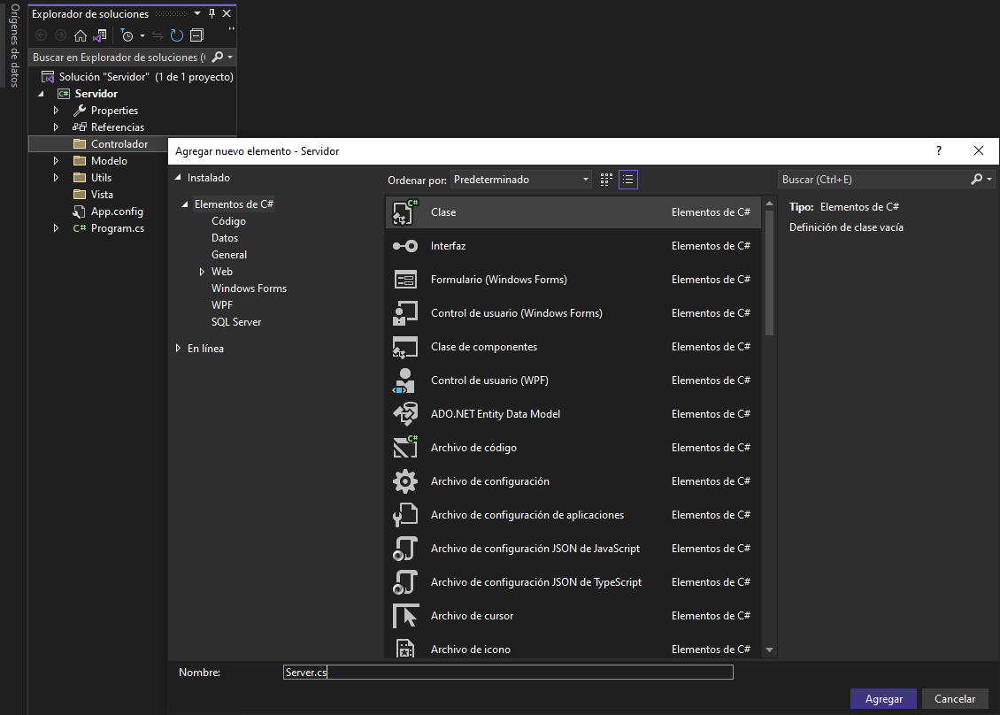 Orígenes de datos
Explorador de soluciones
Buscar en Explorador de soluciones (
Solución "Servidor" (1 de 1 proyecto)
C# Servidor
Properties
Referencias
Controlador
Modelo
Utils
Vista
App.config
C# Program.cs
Agregar nuevo elemento - Servidor
?
Instalado
Elementos de C#
Código
Datos
General
Web
Windows Forms
WPF
SQL Server
En línea
Ordenar por: Predeterminado
C# Clase Elementos de C#
Interfaz Elementos de C#
Formulario (Windows Forms) Elementos de C#
Control de usuario (Windows Forms) Elementos de C#
Clase de componentes Elementos de C#
Control de usuario (WPF) Elementos de C#
ADO.NET Entity Data Model Elementos de C#
C# Archivo de código Elementos de C#
Archivo de configuración Elementos de C#
Archivo de configuración de aplicaciones Elementos de C#
Archivo de configuración JSON de JavaScript Elementos de C#
Archivo de configuración JSON de TypeScript Elementos de C#
Archivo de cursor Elementos de C#
Archivo de icono Elementos de C#
Buscar (Ctrl+E)
Tipo: Elementos de C#
Definición de clase vacía
Nombre: Server.cs
Agregar Cancelar